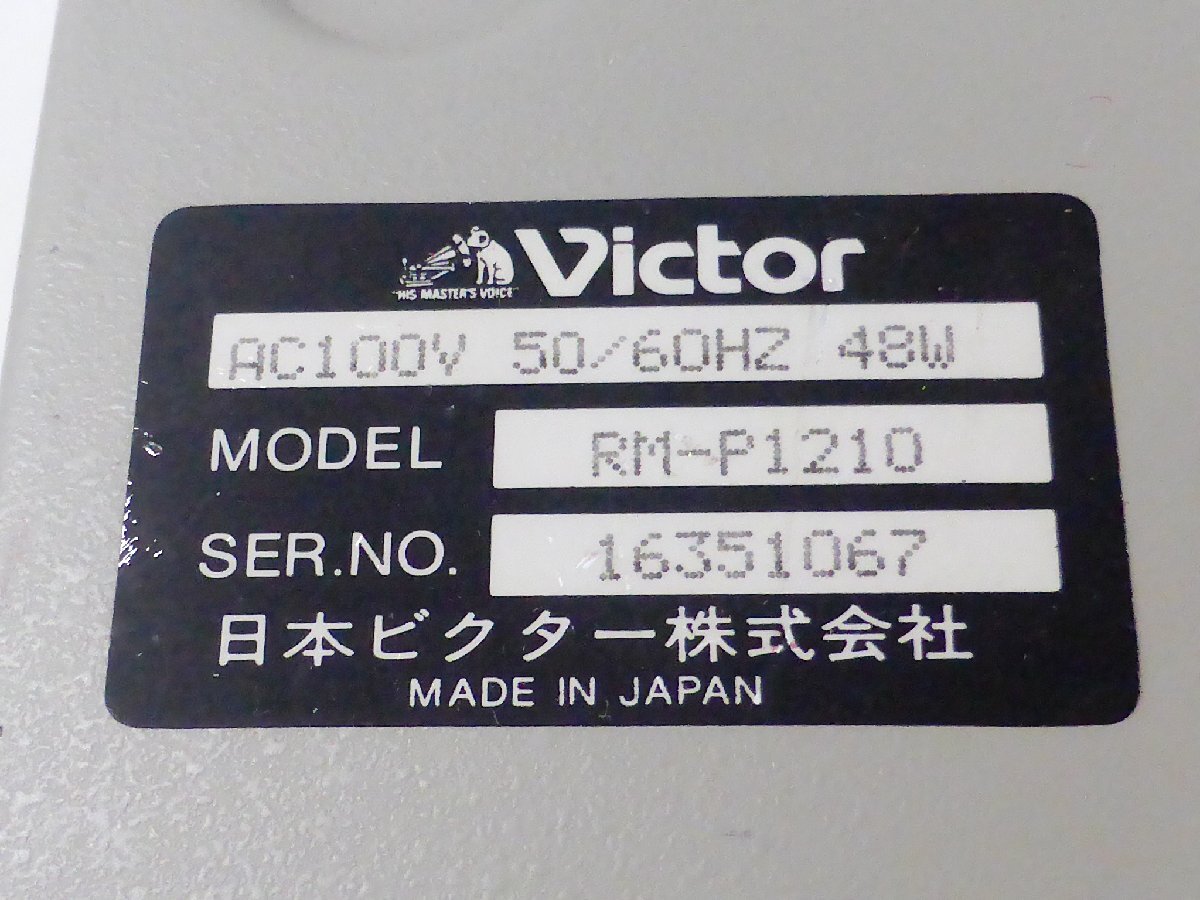 "HIS MASTER'S VOICE" Victor
AC100V 50/60HZ 48W
MODEL RM-P1210
SER.NO. 16351067
日本ビクター株式会社
MADE IN JAPAN